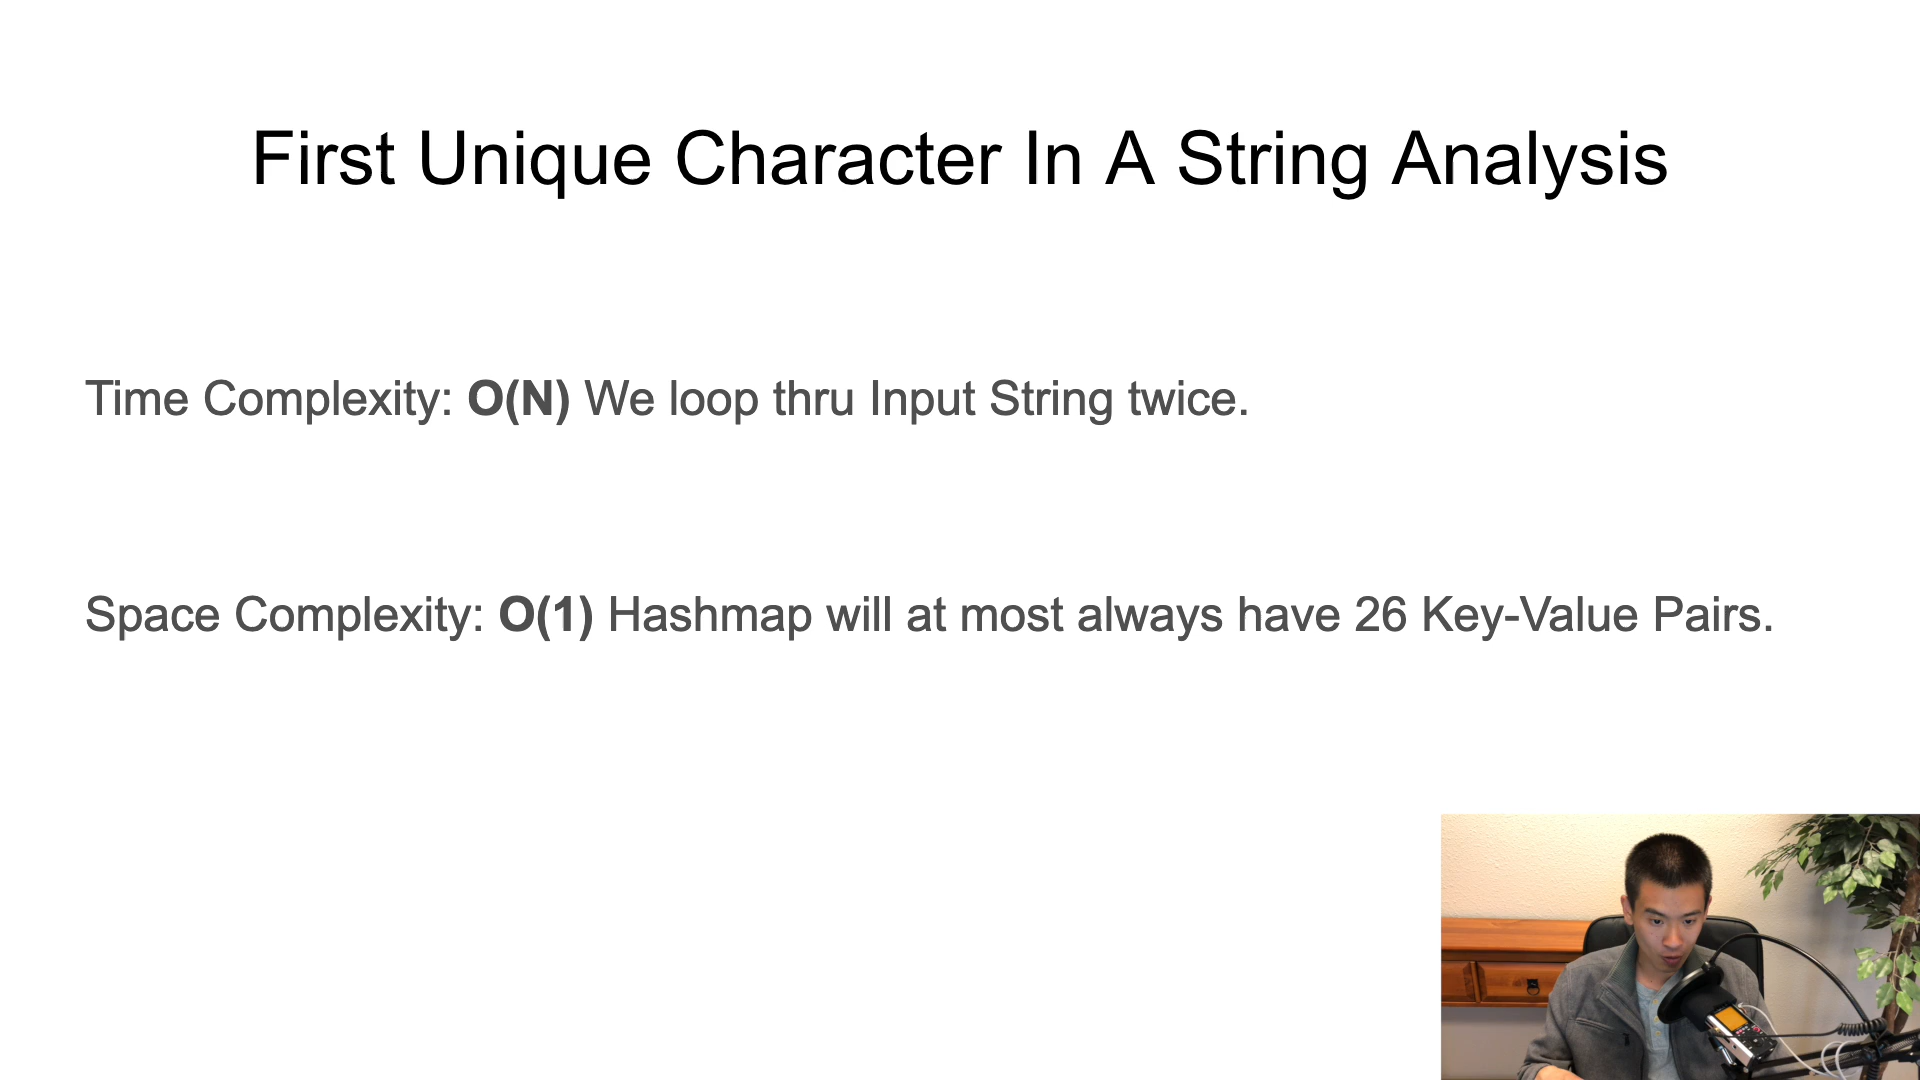 First Unique Character In A String Analysis
Time Complexity: O(N) We loop thru Input String twice.
Space Complexity: O(1) Hashmap will at most always have 26 Key-Value Pairs.